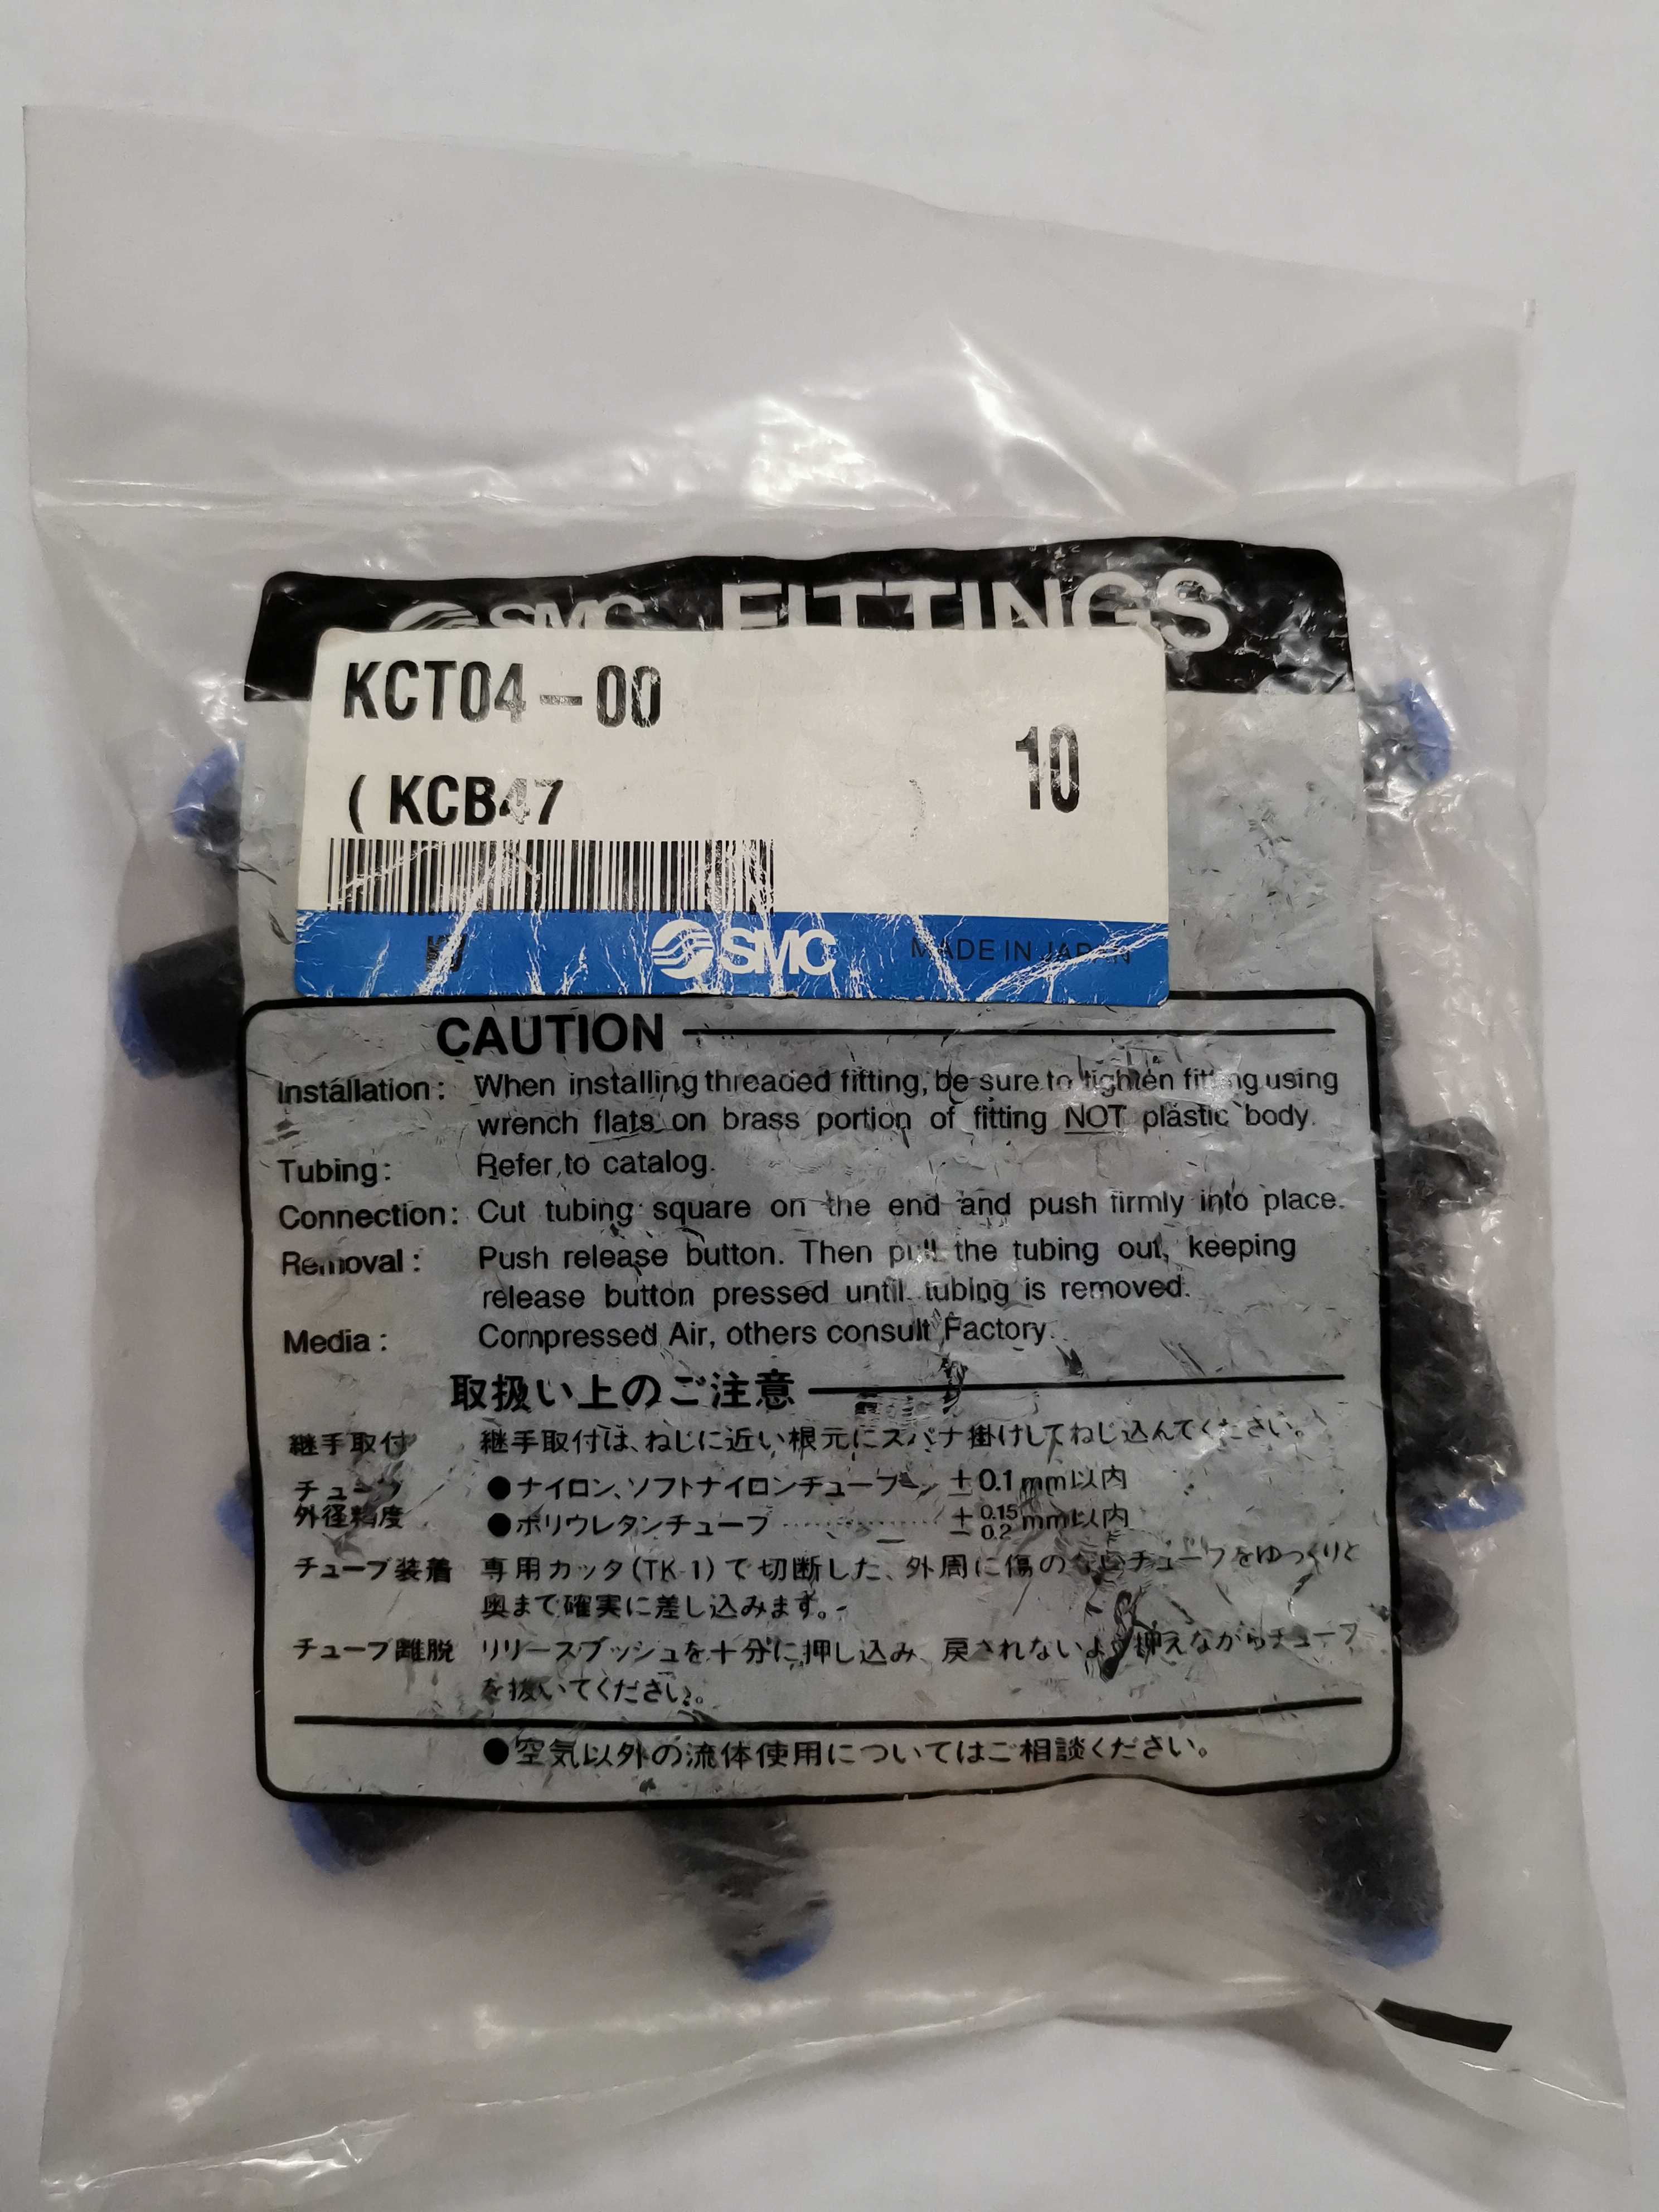 SMC FITTINGS
KCT04-00
10
( KCB47 )
SMC MADE IN JAPAN
CAUTION
Installation: When installing threaded fitting, be sure to tighten fitting using
wrench flats on brass portion of fitting NOT plastic body.
Tubing: Refer to catalog.
Connection: Cut tubing square on the end and push firmly into place.
Removal: Push release button. Then pull the tubing out, keeping
release button pressed until tubing is removed.
Media: Compressed Air, others consult Factory.
取扱い上のご注意
継手取付 継手取付は、ねじに近い根元にスパナ掛けしてねじ込んでください。
チューブ ●ナイロン、ソフトナイロンチューブ ±0.1mm以内
外径精度 ●ポリウレタンチューブ ········· +0.15 -0.2 mm以内
チューブ装着 専用カッタ(TK-1)で切断した、外周に傷のないチューブをゆっくりと
奥まで確実に差し込みます。
チューブ離脱 リリースブッシュを十分に押し込み、戻されないよう押えながらチューブ
を抜いてください。
●空気以外の流体使用についてはご相談ください。